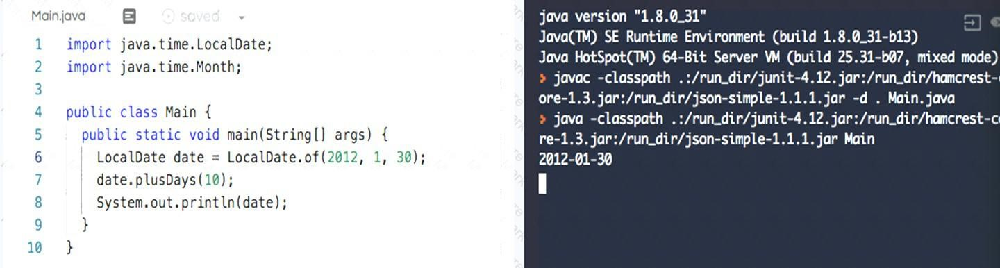 Main.java saved
1 import java.time.LocalDate;
2 import java.time.Month;
3
4 public class Main {
5 public static void main(String[] args) {
6 LocalDate date = LocalDate.of(2012, 1, 30);
7 date.plusDays(10);
8 System.out.println(date);
9 }
10 }
java version "1.8.0_31"
Java(TM) SE Runtime Environment (build 1.8.0_31-b13)
Java HotSpot(TM) 64-Bit Server VM (build 25.31-b07, mixed mode)
> javac -classpath .:/run_dir/junit-4.12.jar:/run_dir/hamcrest-c
ore-1.3.jar:/run_dir/json-simple-1.1.1.jar -d . Main.java
> java -classpath .:/run_dir/junit-4.12.jar:/run_dir/hamcrest-co
re-1.3.jar:/run_dir/json-simple-1.1.1.jar Main
2012-01-30